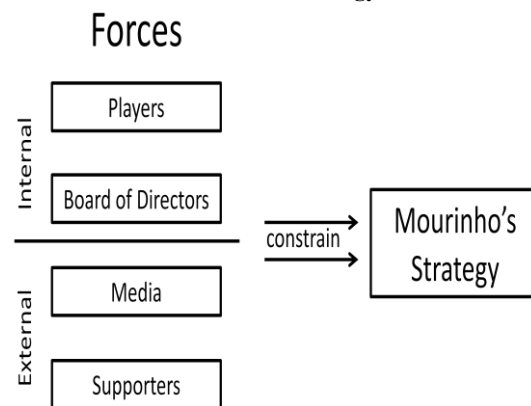 Forces
Internal
Players
Board of Directors
constrain
Mourinho's
Strategy
External
Media
Supporters